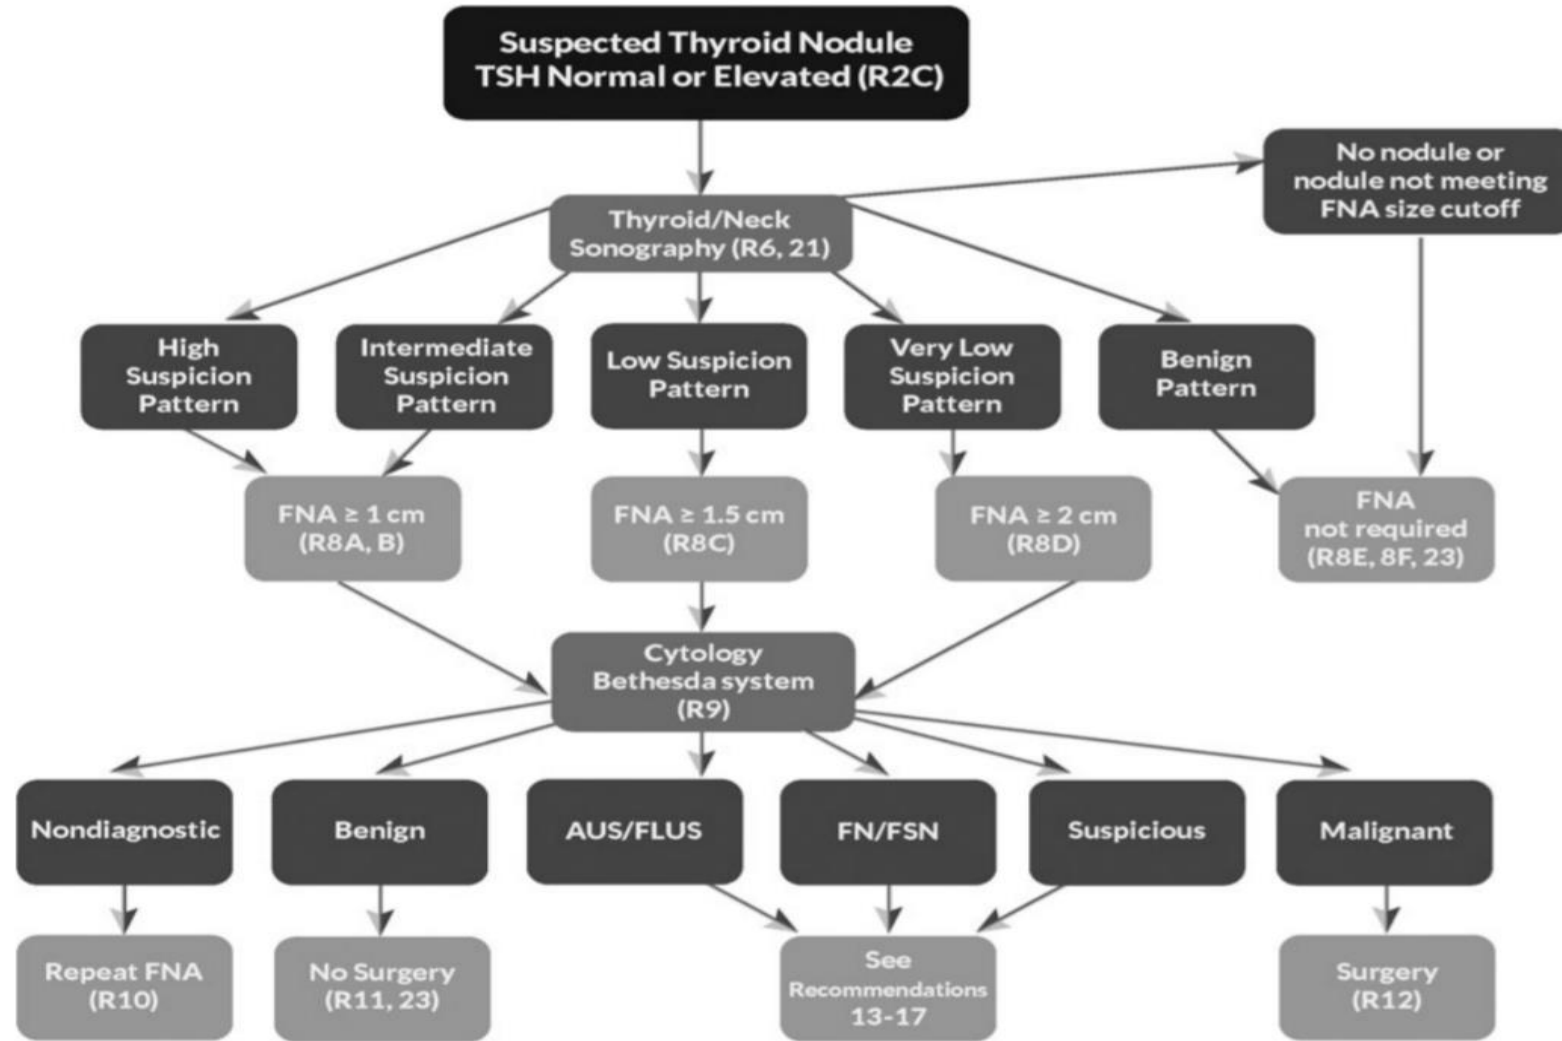 Suspected Thyroid Nodule
TSH Normal or Elevated (R2C)
No nodule or
nodule not meeting
FNA size cutoff
Thyroid/Neck
Sonography (R6, 21)
High
Suspicion
Pattern
Intermediate
Suspicion
Pattern
Low Suspicion
Pattern
Very Low
Suspicion
Pattern
Benign
Pattern
FNA ≥ 1 cm
(R8A, B)
FNA ≥ 1.5 cm
(R8C)
FNA ≥ 2 cm
(R8D)
FNA
not required
(R8E, 8F, 23)
Cytology
Bethesda system
(R9)
Nondiagnostic
Benign
AUS/FLUS
FN/FSN
Suspicious
Malignant
Repeat FNA
(R10)
No Surgery
(R11, 23)
See
Recommendations
13-17
Surgery
(R12)